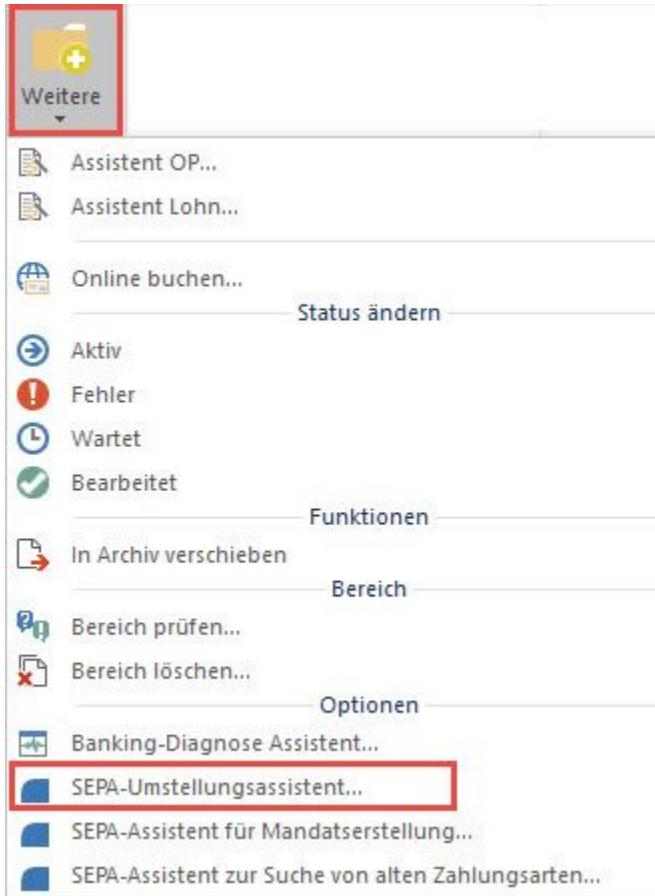 Weitere
Assistent OP...
Assistent Lohn...
Online buchen...
Status ändern
Aktiv
Fehler
Wartet
Bearbeitet
Funktionen
In Archiv verschieben
Bereich
Bereich prüfen...
Bereich löschen...
Optionen
Banking-Diagnose Assistent...
SEPA-Umstellungsassistent...
SEPA-Assistent für Mandatserstellung...
SEPA-Assistent zur Suche von alten Zahlungsarten...